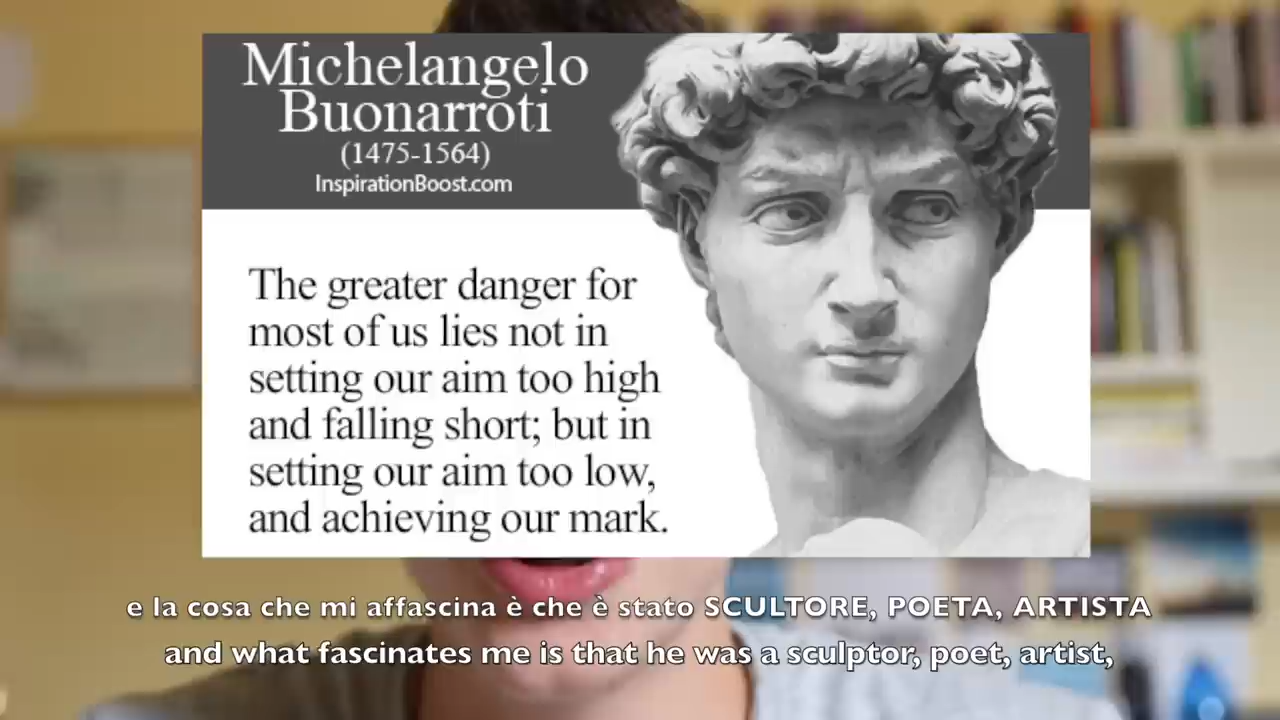 Michelangelo
Buonarroti
(1475-1564)
InspirationBoost.com
The greater danger for
most of us lies not in
setting our aim too high
and falling short; but in
setting our aim too low,
and achieving our mark.
e la cosa che mi affascina è che è stato SCULTORE, POETA, ARTISTA
and what fascinates me is that he was a sculptor, poet, artist,